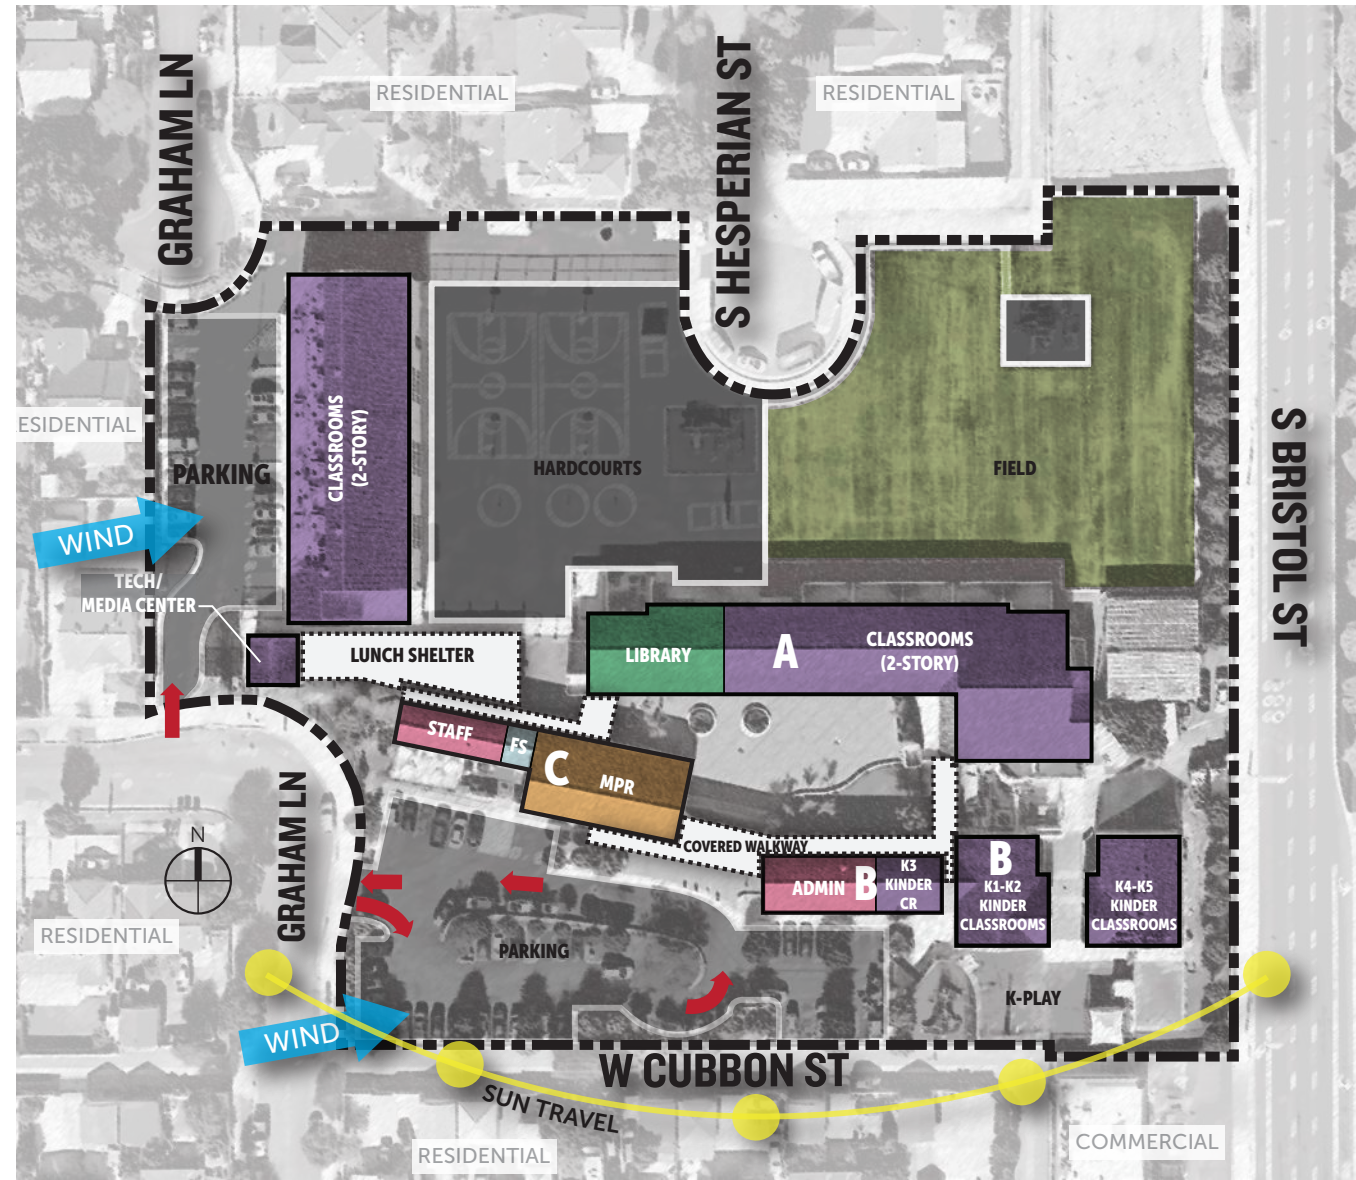 GRAHAM LN
RESIDENTIAL
S HESPERIAN ST
RESIDENTIAL
ESIDENTIAL
PARKING
CLASSROOMS
(2-STORY)
HARDCOURTS
FIELD
S BRISTOL ST
WIND
TECH/
MEDIA CENTER
LUNCH SHELTER
LIBRARY
A
CLASSROOMS
(2-STORY)
STAFF
FS
C
MPR
COVERED WALKWAY
GRAHAM LN
N
ADMIN
B
K3
KINDER
CR
B
K1-K2
KINDER
CLASSROOMS
K4-K5
KINDER
CLASSROOMS
RESIDENTIAL
PARKING
K-PLAY
WIND
W CUBBON ST
SUN TRAVEL
RESIDENTIAL
COMMERCIAL